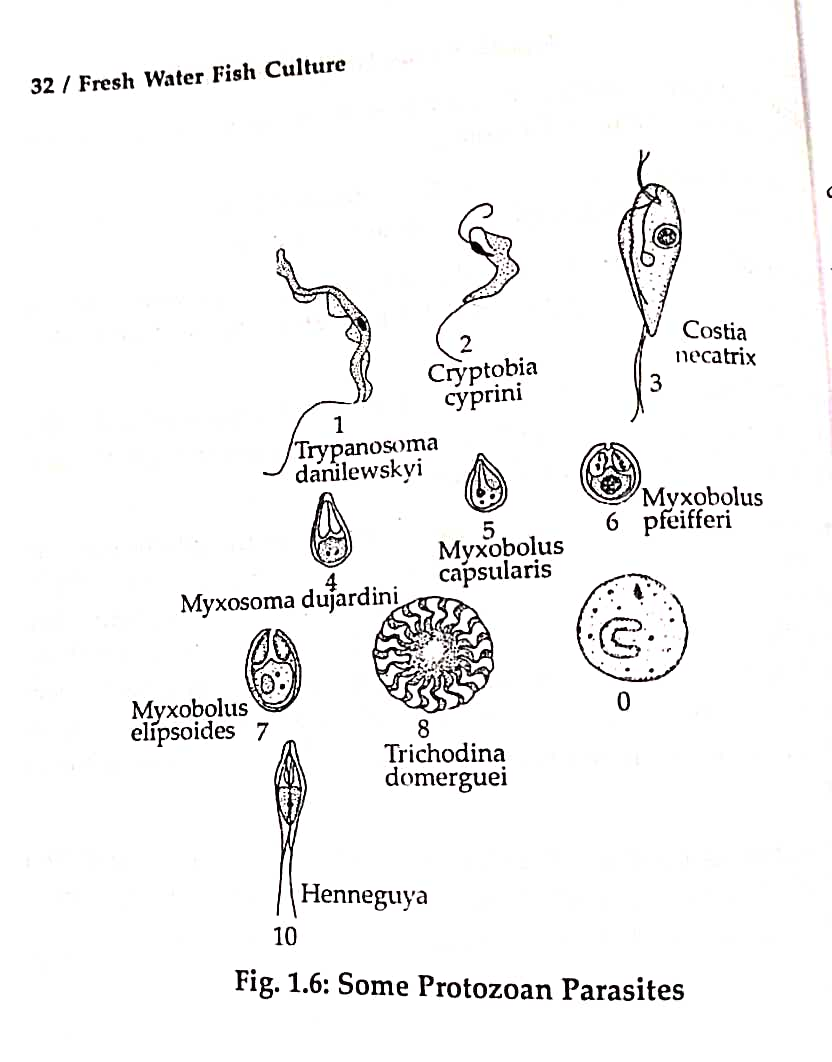 32 / Fresh Water Fish Culture
1
Trypanosoma
danilewskyi
2
Cryptobia
cyprini
Costia
necatrix
3
4
Myxosoma dujardini
5
Myxobolus
capsularis
Myxobolus
6 pfeifferi
Myxobolus
elipsoides 7
8
Trichodina
domerguei
0
Henneguya
10
Fig. 1.6: Some Protozoan Parasites